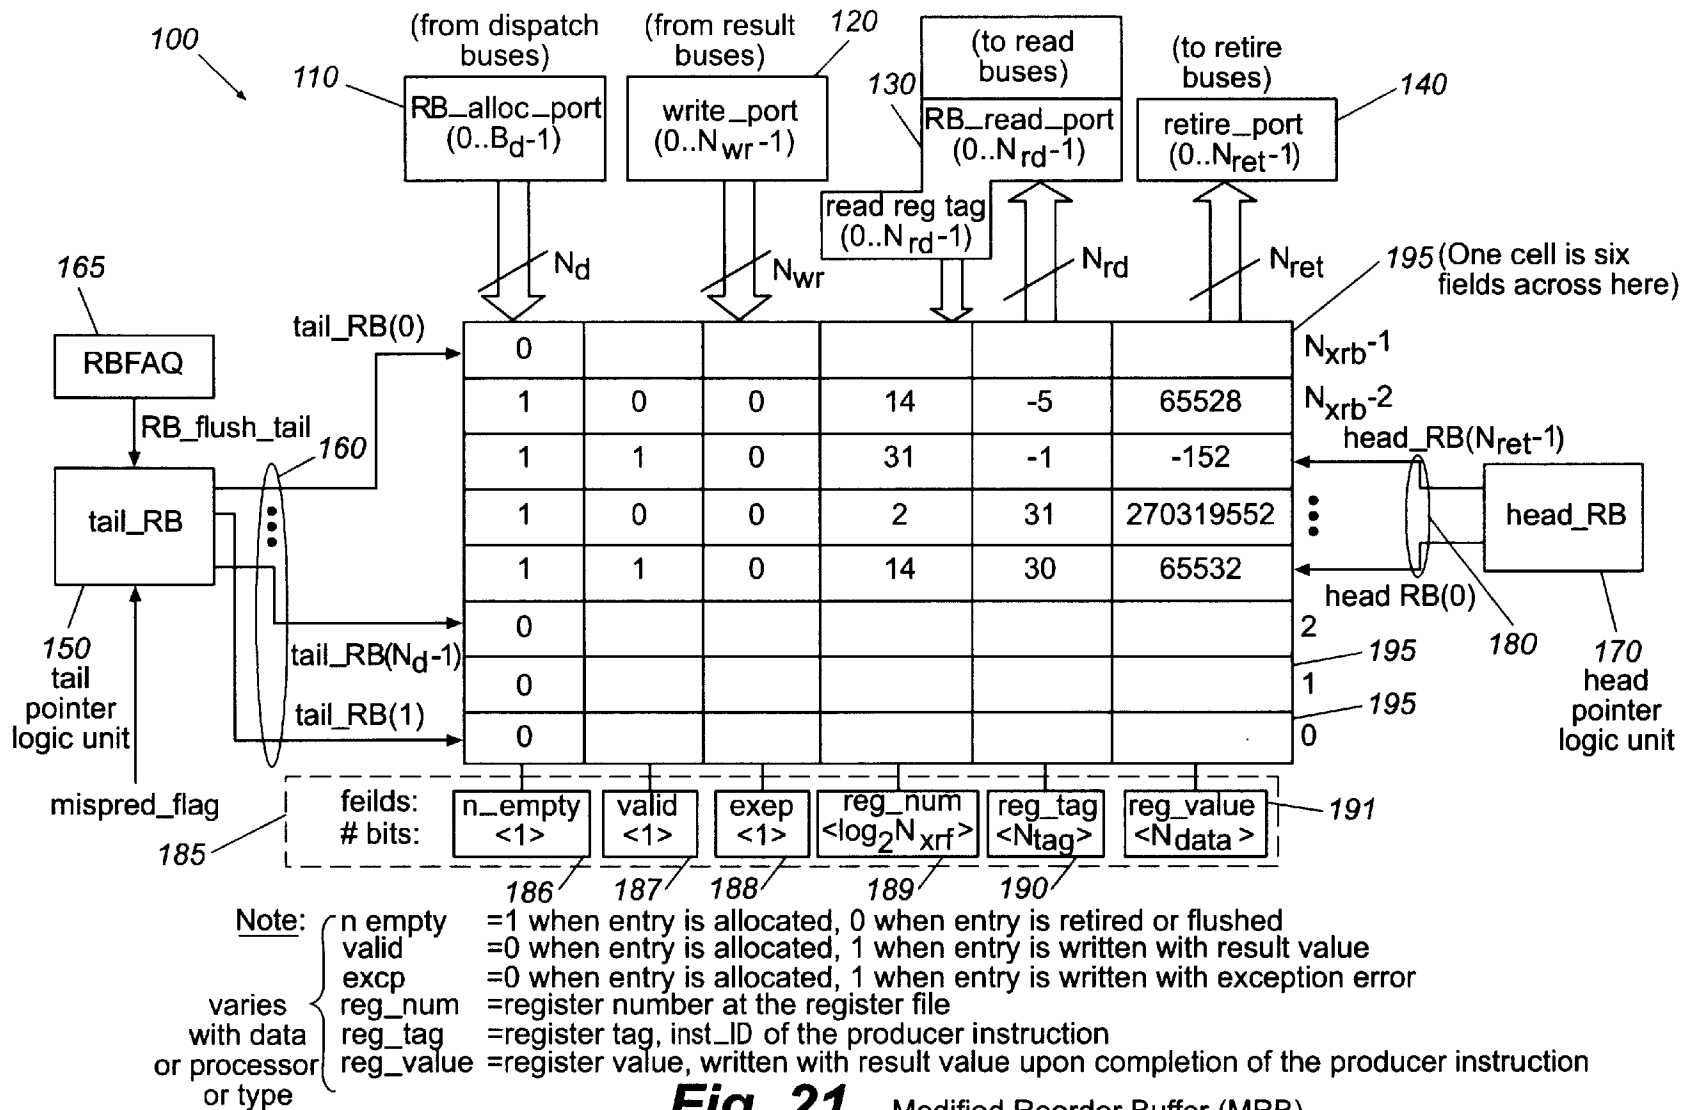 100
(from dispatch buses)
110
RB_alloc_port
(0..Bd-1)
(from result buses)
120
write_port
(0..Nwr-1)
(to read buses)
130
RB_read_port
(0..Nrd-1)
read reg tag
(0..Nrd-1)
(to retire buses)
140
retire_port
(0..Nret-1)
Nd
Nwr
Nrd
Nret
195 (One cell is six
fields across here)
165
RBFAQ
RB_flush_tail
160
tail_RB
150
tail
pointer
logic unit
mispred_flag
tail_RB(0)
tail_RB(Nd-1)
tail_RB(1)
0 Nxrb-1
1 0 0 14 -5 65528 Nxrb-2
1 1 0 31 -1 -152
1 0 0 2 31 270319552
1 1 0 14 30 65532
0 2
0 1
0 0
195
195
head_RB(Nret-1)
head_RB
head RB(0)
180
170
head
pointer
logic unit
185
feilds: n_empty valid exep reg_num reg_tag reg_value
# bits: <1> <1> <1> <log2Nxrf> <Ntag> <Ndata>
191
186 187 188 189 190
Note: n empty =1 when entry is allocated, 0 when entry is retired or flushed
valid =0 when entry is allocated, 1 when entry is written with result value
excp =0 when entry is allocated, 1 when entry is written with exception error
reg_num =register number at the register file
reg_tag =register tag, inst_ID of the producer instruction
reg_value =register value, written with result value upon completion of the producer instruction
varies
with data
or processor
or type
Fig. 21 Modified Reorder Buffer (MRB)